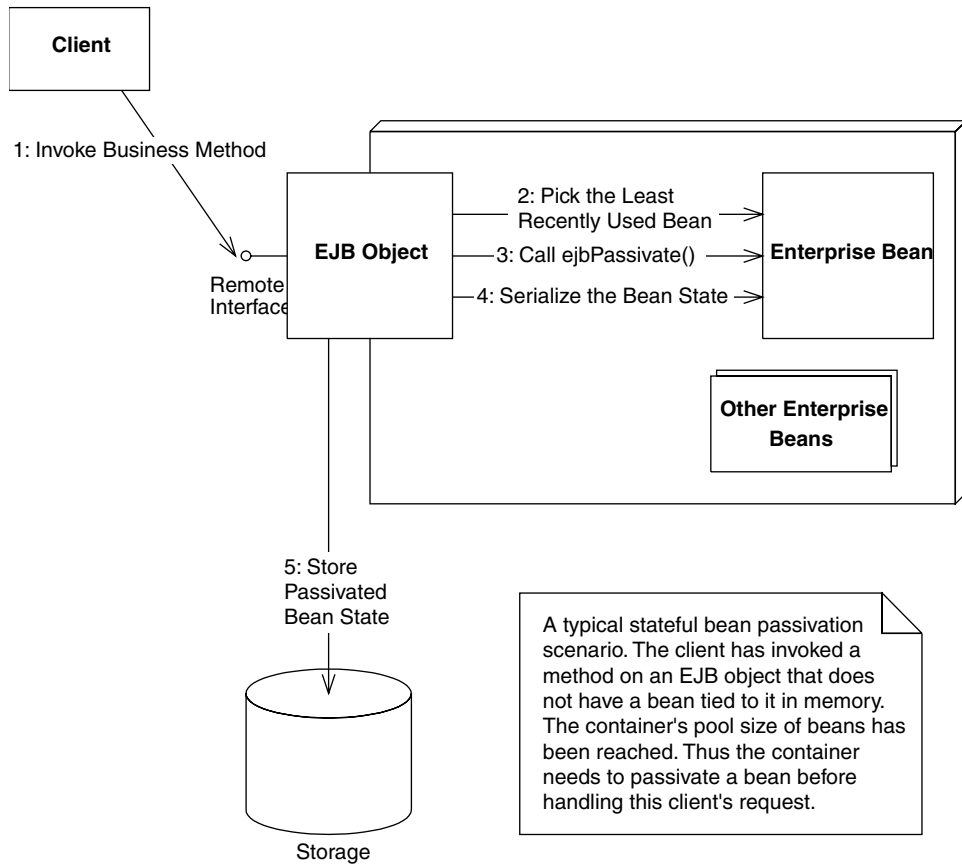 Client
1: Invoke Business Method
2: Pick the Least
Recently Used Bean
EJB Object
3: Call ejbPassivate()
Enterprise Bean
Remote
Interface
4: Serialize the Bean State
Other Enterprise
Beans
5: Store
Passivated
Bean State
A typical stateful bean passivation
scenario. The client has invoked a
method on an EJB object that does
not have a bean tied to it in memory.
The container's pool size of beans has
been reached. Thus the container
needs to passivate a bean before
handling this client's request.
Storage